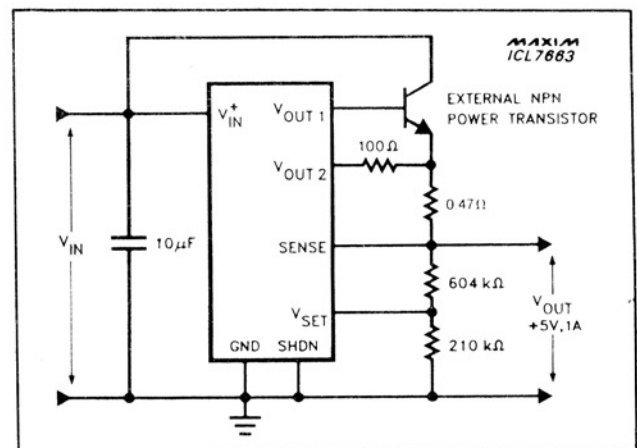 MAXIM
ICL7663
EXTERNAL NPN
POWER TRANSISTOR
V⁺IN
VOUT 1
VOUT 2
100Ω
0.47Ω
VIN
10μF
SENSE
604 kΩ
VSET
VOUT
+5V, 1A
GND
SHDN
210 kΩ